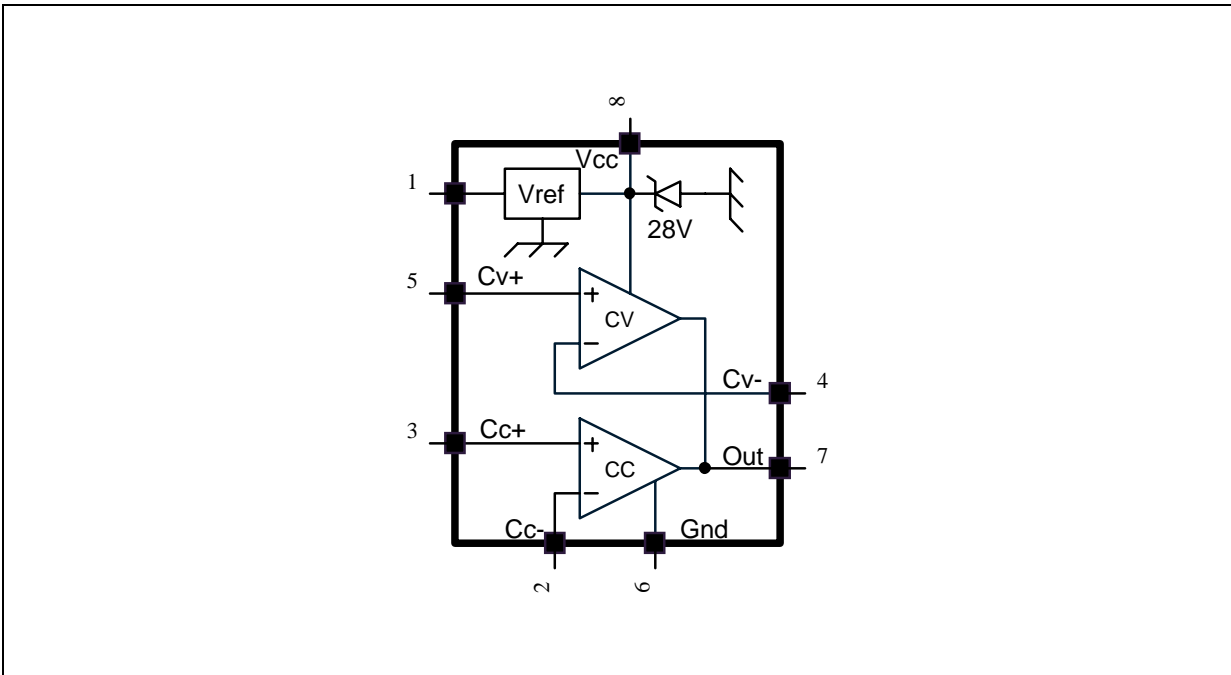 8
Vcc
1
Vref
28V
5
Cv+
+
CV
−
Cv-
4
3
Cc+
+
CC
Out
7
−
Cc-
Gnd
2
6